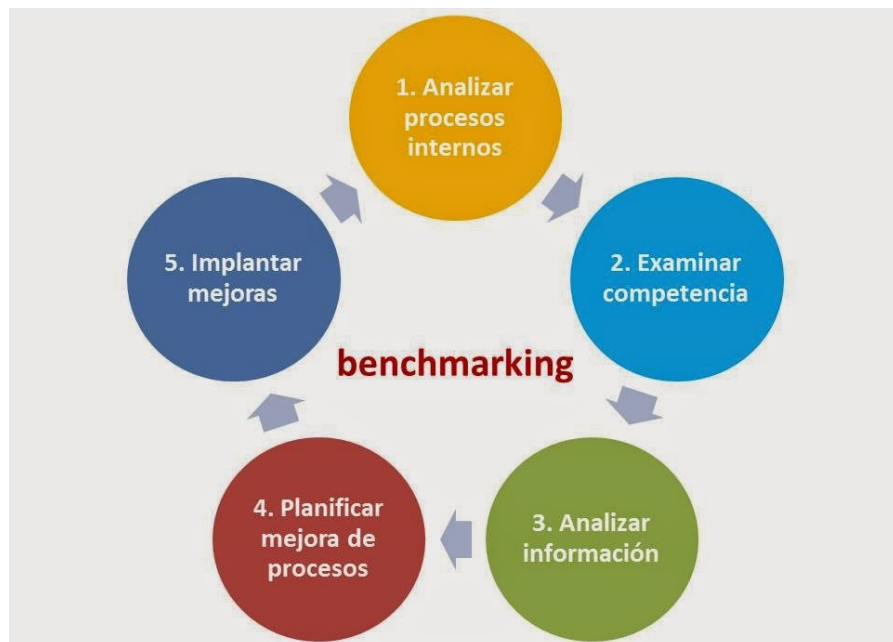 1. Analizar
procesos
internos
2. Examinar
competencia
3. Analizar
información
4. Planificar
mejora de
procesos
5. Implantar
mejoras
benchmarking